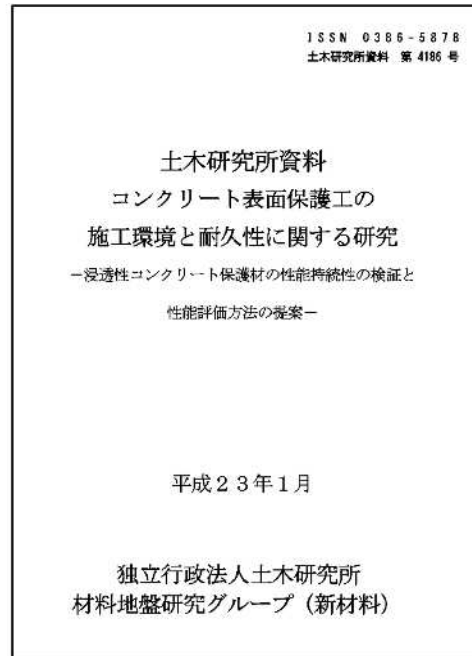 ISSN 0386-5878
土木研究所資料 第 4186 号
土木研究所資料
コンクリート表面保護工の
施工環境と耐久性に関する研究
－浸透性コンクリート保護材の性能持続性の検証と
性能評価方法の提案－
平成２３年１月
独立行政法人土木研究所
材料地盤研究グループ（新材料）